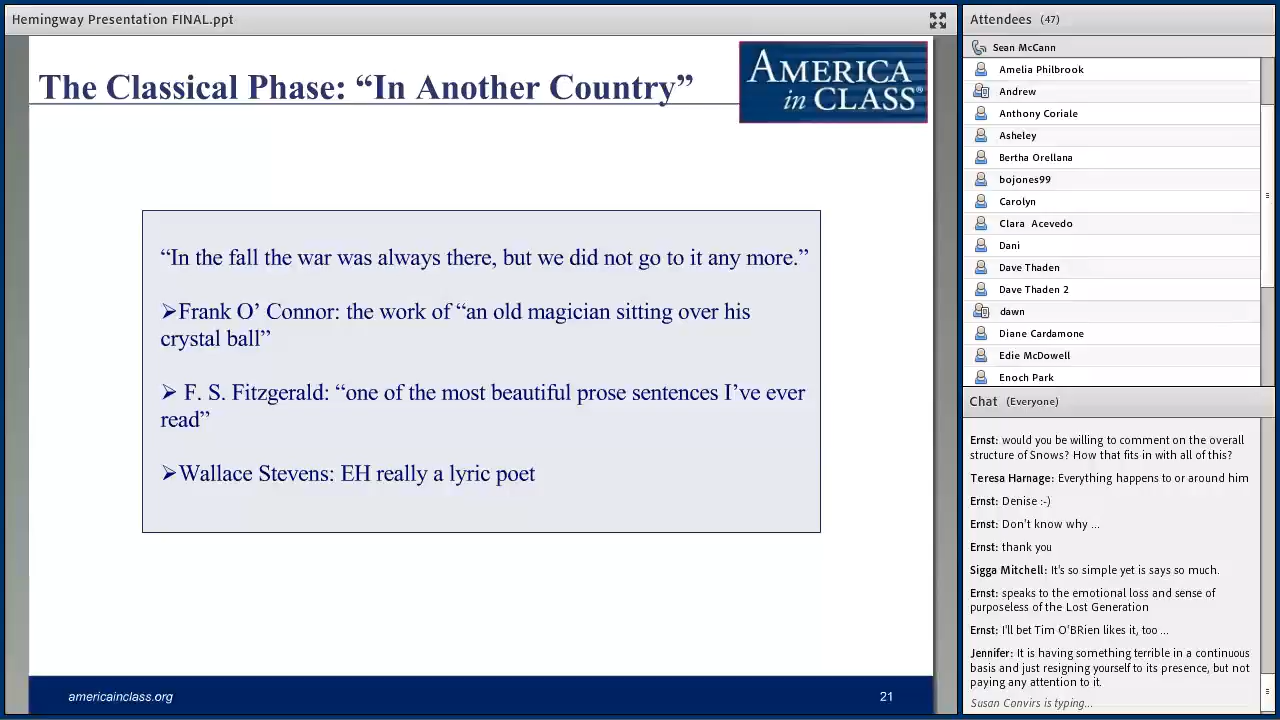 Hemingway Presentation FINAL.ppt
The Classical Phase: “In Another Country”
AMERICA
in CLASS®
“In the fall the war was always there, but we did not go to it any more.”
➢Frank O’ Connor: the work of “an old magician sitting over his
crystal ball”
➢ F. S. Fitzgerald: “one of the most beautiful prose sentences I’ve ever
read”
➢Wallace Stevens: EH really a lyric poet
americainclass.org
21
Attendees (47)
Sean McCann
Amelia Philbrook
Andrew
Anthony Coriale
Asheley
Bertha Orellana
bojones99
Carolyn
Clara Acevedo
Dani
Dave Thaden
Dave Thaden 2
dawn
Diane Cardamone
Edie McDowell
Enoch Park
Chat (Everyone)
Ernst: would you be willing to comment on the overall
structure of Snows? How that fits in with all of this?
Teresa Harnage: Everything happens to or around him
Ernst: Denise :-)
Ernst: Don't know why ...
Ernst: thank you
Sigga Mitchell: It's so simple yet is says so much.
Ernst: speaks to the emotional loss and sense of
purposeless of the Lost Generation
Ernst: I'll bet Tim O'BRien likes it, too ...
Jennifer: It is having something terrible in a continuous
basis and just resigning yourself to its presence, but not
paying any attention to it.
Susan Convirs is typing...